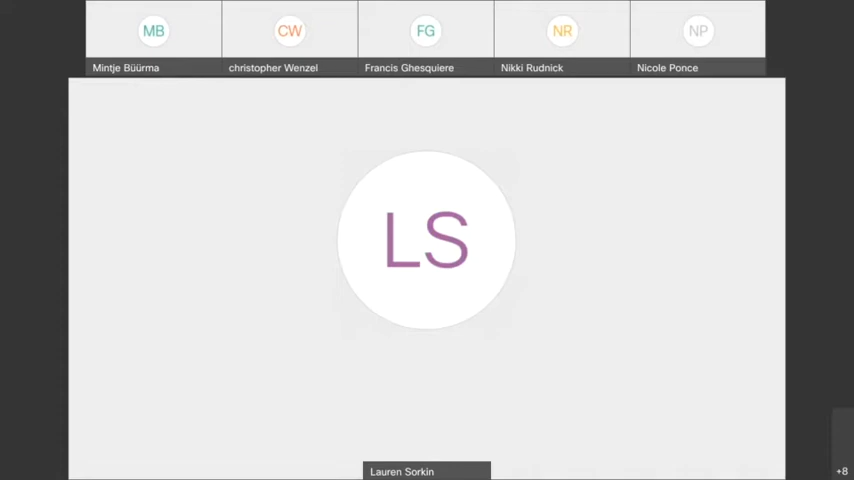 MB
CW
FG
NR
NP
Mintje Büürma
christopher Wenzel
Francis Ghesquiere
Nikki Rudnick
Nicole Ponce
LS
Lauren Sorkin
+8